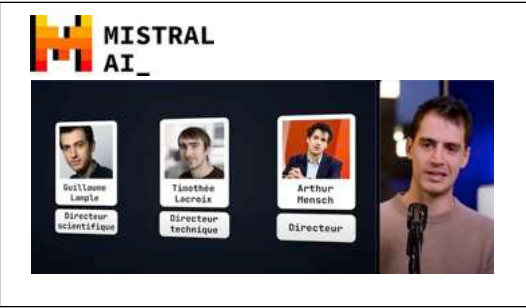 MISTRAL
AI_
Guillaume
Lample
Directeur
scientifique
Timothée
Lacroix
Directeur
technique
Arthur
Mensch
Directeur